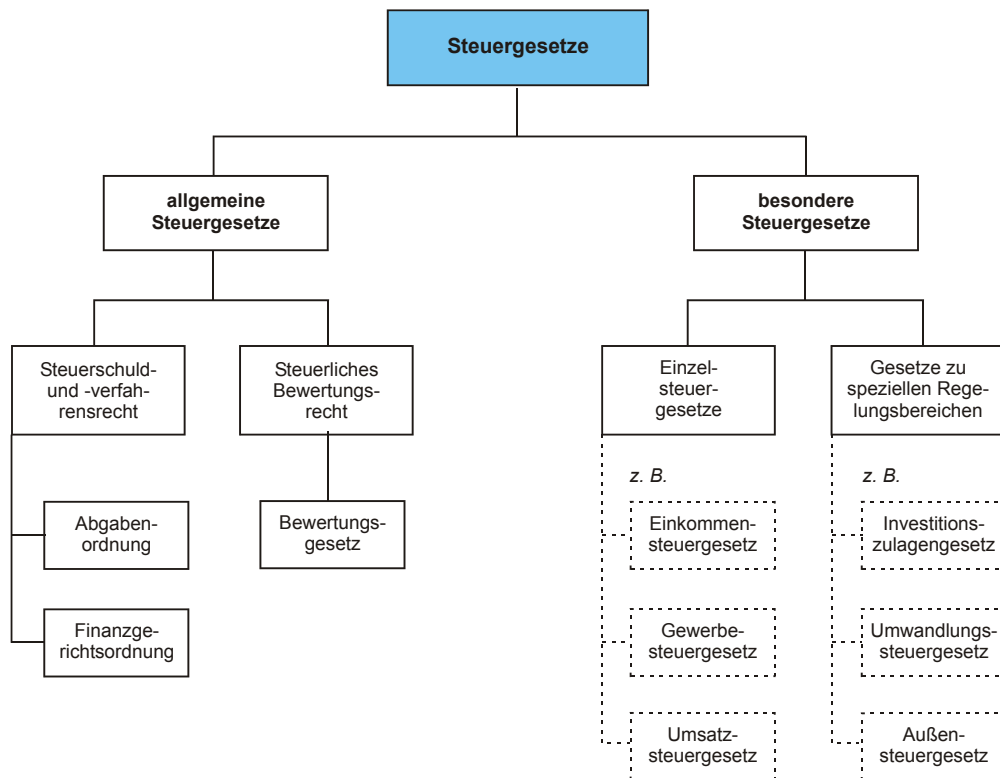 Steuergesetze
allgemeine
Steuergesetze
besondere
Steuergesetze
Steuerschuld-
und -verfah-
rensrecht
Steuerliches
Bewertungs-
recht
Einzel-
steuer-
gesetze
Gesetze zu
speziellen Rege-
lungsbereichen
z. B.
z. B.
Abgaben-
ordnung
Bewertungs-
gesetz
Einkommen-
steuergesetz
Investitions-
zulagengesetz
Finanzge-
richtsordnung
Gewerbe-
steuergesetz
Umwandlungs-
steuergesetz
Umsatz-
steuergesetz
Außen-
steuergesetz